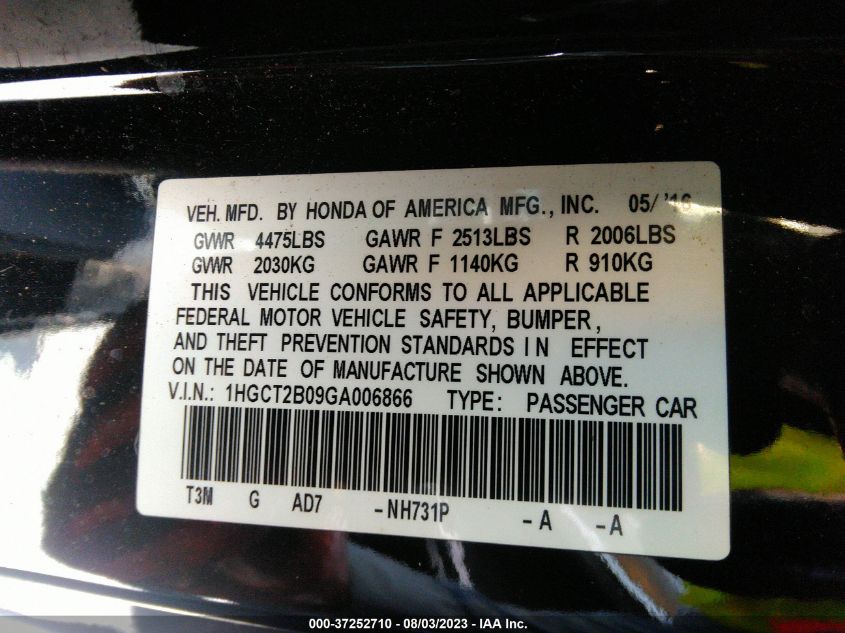 VEH. MFD. BY HONDA OF AMERICA MFG., INC. 05/ '16
GVWR 4475LBS GAWR F 2513LBS R 2006LBS
GVWR 2030KG GAWR F 1140KG R 910KG
THIS VEHICLE CONFORMS TO ALL APPLICABLE
FEDERAL MOTOR VEHICLE SAFETY, BUMPER,
AND THEFT PREVENTION STANDARDS IN EFFECT
ON THE DATE OF MANUFACTURE SHOWN ABOVE.
V.I.N.: 1HGCT2B09GA006866 TYPE: PASSENGER CAR
T3M G AD7 -NH731P -A -A
000-37252710 - 08/03/2023 - IAA Inc.